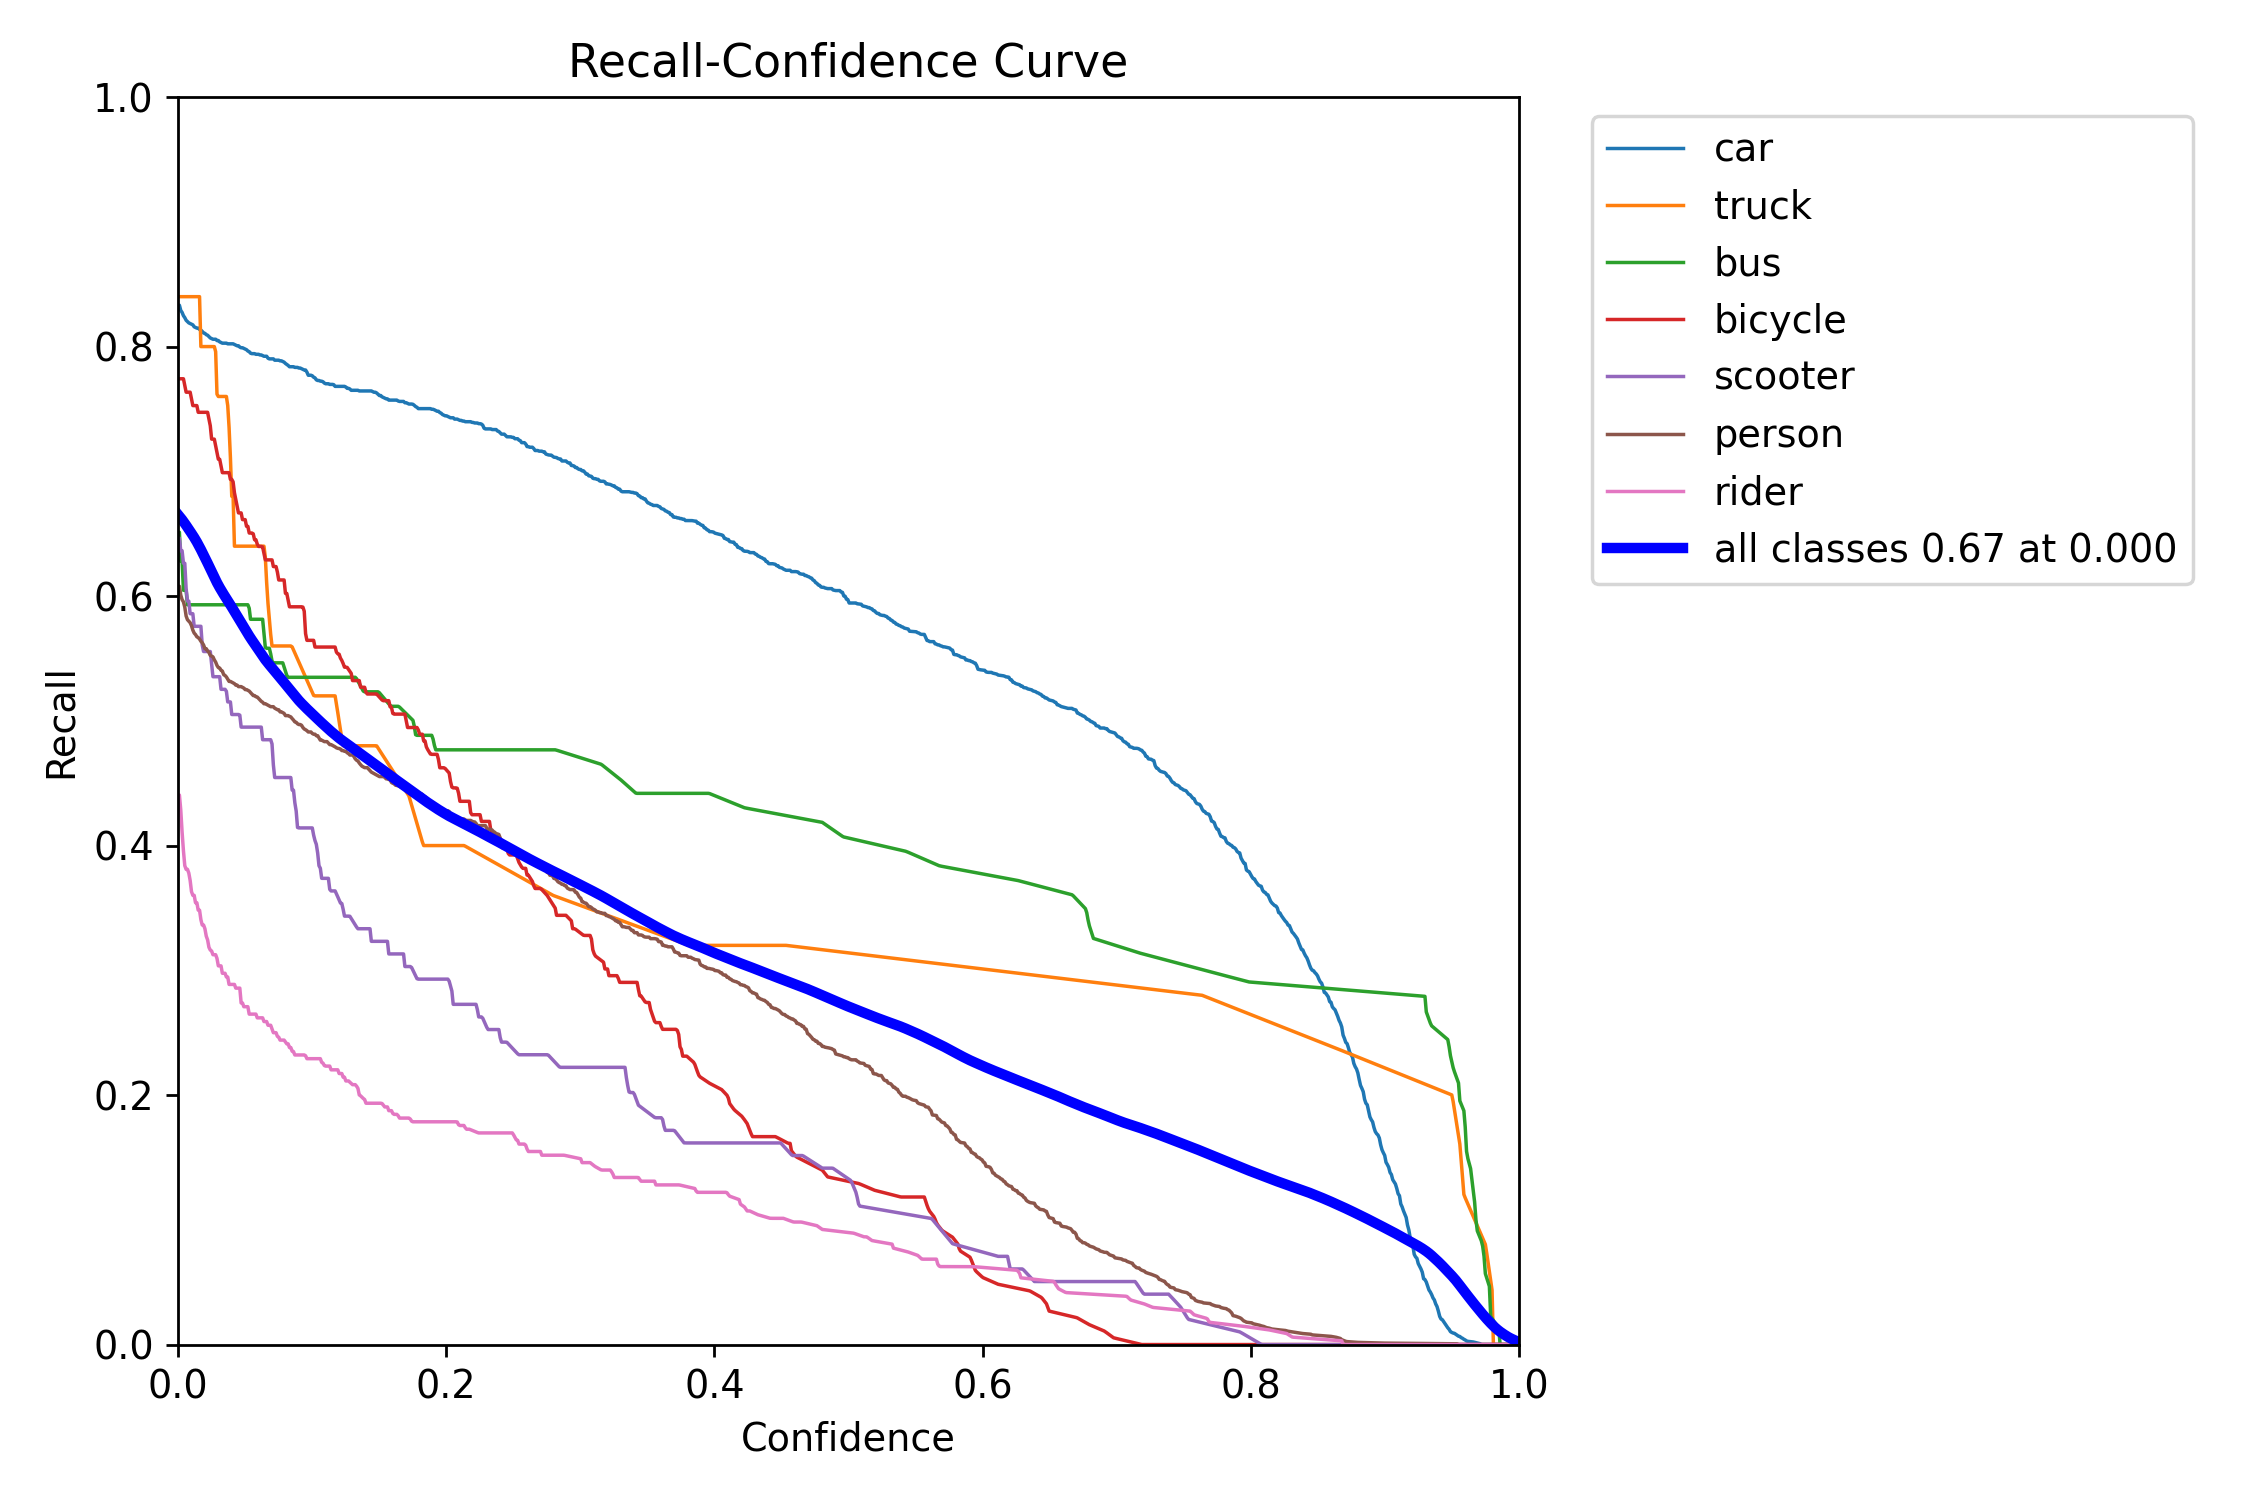 Recall-Confidence Curve
1.0
0.8
0.6
0.4
0.2
0.0
Recall
0.0 0.2 0.4 0.6 0.8 1.0
Confidence
car
truck
bus
bicycle
scooter
person
rider
all classes 0.67 at 0.000